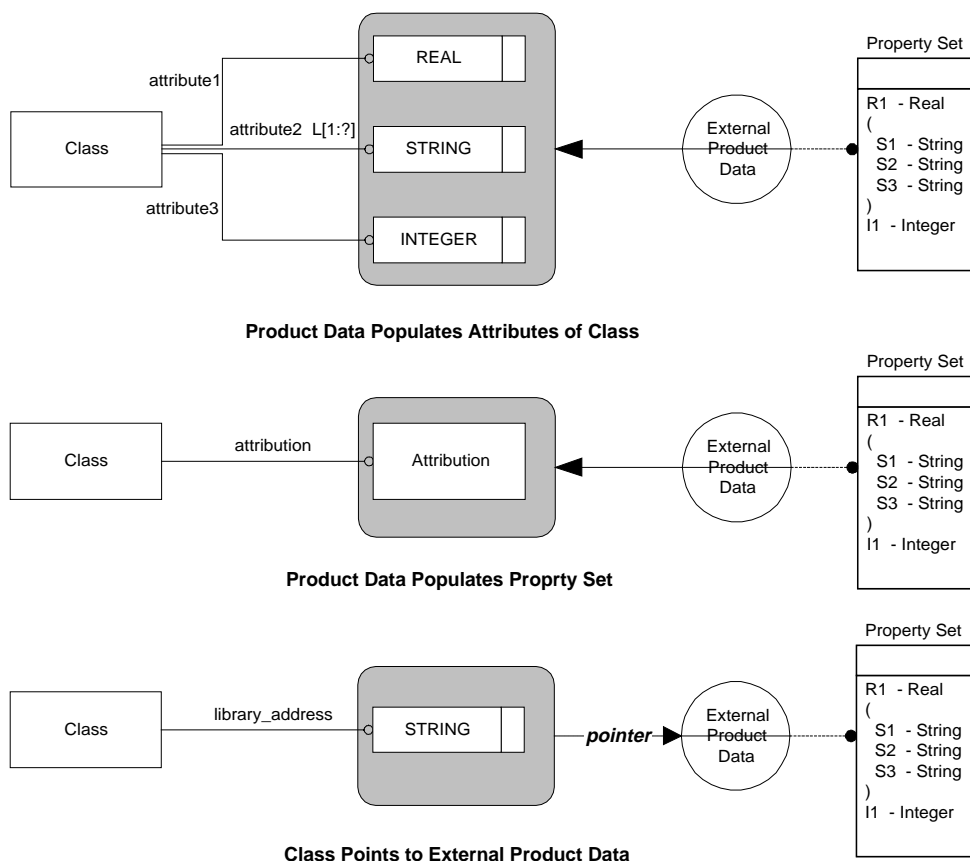 Property Set
REAL
attribute1
R1 - Real
(
S1 - String
S2 - String
S3 - String
)
I1 - Integer
Class
attribute2 L[1:?]
STRING
External
Product
Data
attribute3
INTEGER
Product Data Populates Attributes of Class
Property Set
R1 - Real
(
S1 - String
S2 - String
S3 - String
)
I1 - Integer
Class
attribution
Attribution
External
Product
Data
Product Data Populates Proprty Set
Property Set
R1 - Real
(
S1 - String
S2 - String
S3 - String
)
I1 - Integer
Class
library_address
STRING
pointer
External
Product
Data
Class Points to External Product Data